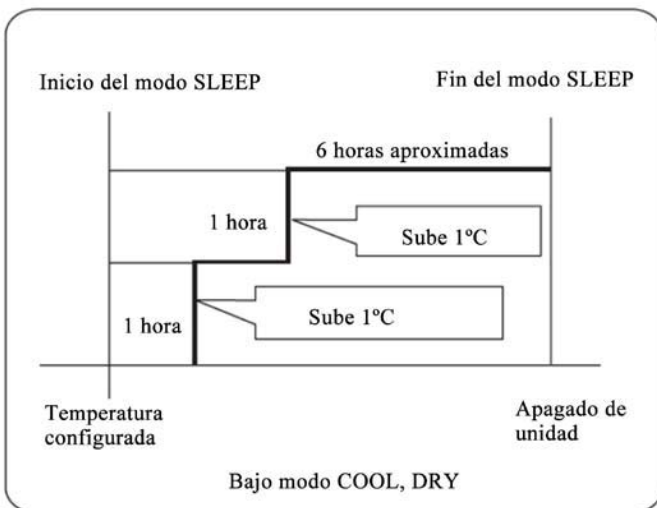 Inicio del modo SLEEP
Fin del modo SLEEP
6 horas aproximadas
1 hora
Sube 1ºC
1 hora
Sube 1ºC
Temperatura
configurada
Apagado de
unidad
Bajo modo COOL, DRY